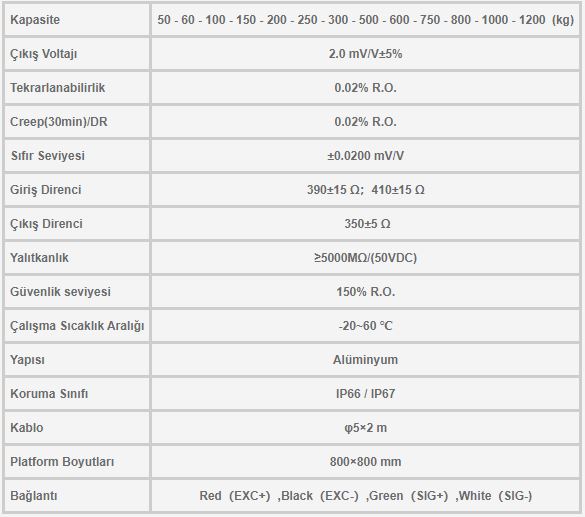 Kapasite 50 - 60 - 100 - 150 - 200 - 250 - 300 - 500 - 600 - 750 - 800 - 1000 - 1200 (kg)
Çıkış Voltajı 2.0 mV/V±5%
Tekrarlanabilirlik 0.02% R.O.
Creep(30min)/DR 0.02% R.O.
Sıfır Seviyesi ±0.0200 mV/V
Giriş Direnci 390±15 Ω; 410±15 Ω
Çıkış Direnci 350±5 Ω
Yalıtkanlık ≥5000MΩ/(50VDC)
Güvenlik seviyesi 150% R.O.
Çalışma Sıcaklık Aralığı -20~60 °C
Yapısı Alüminyum
Koruma Sınıfı IP66 / IP67
Kablo φ5×2 m
Platform Boyutları 800×800 mm
Bağlantı Red (EXC+) ,Black (EXC-) ,Green (SIG+) ,White (SIG-)